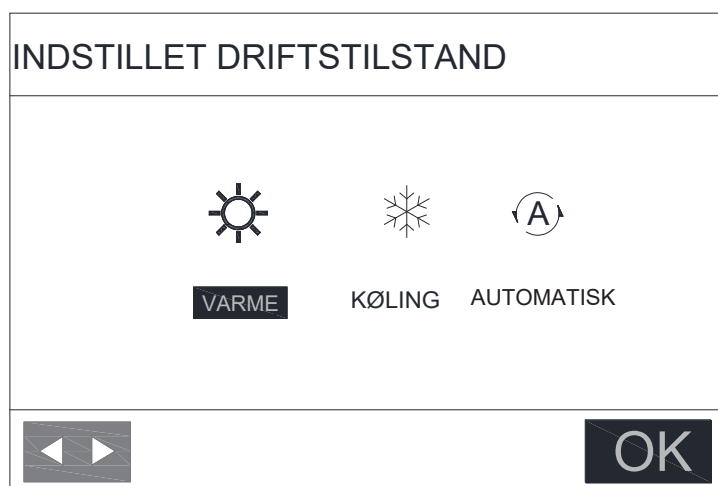 INDSTILLET DRIFTSTILSTAND
A
VARME KØLING AUTOMATISK
OK